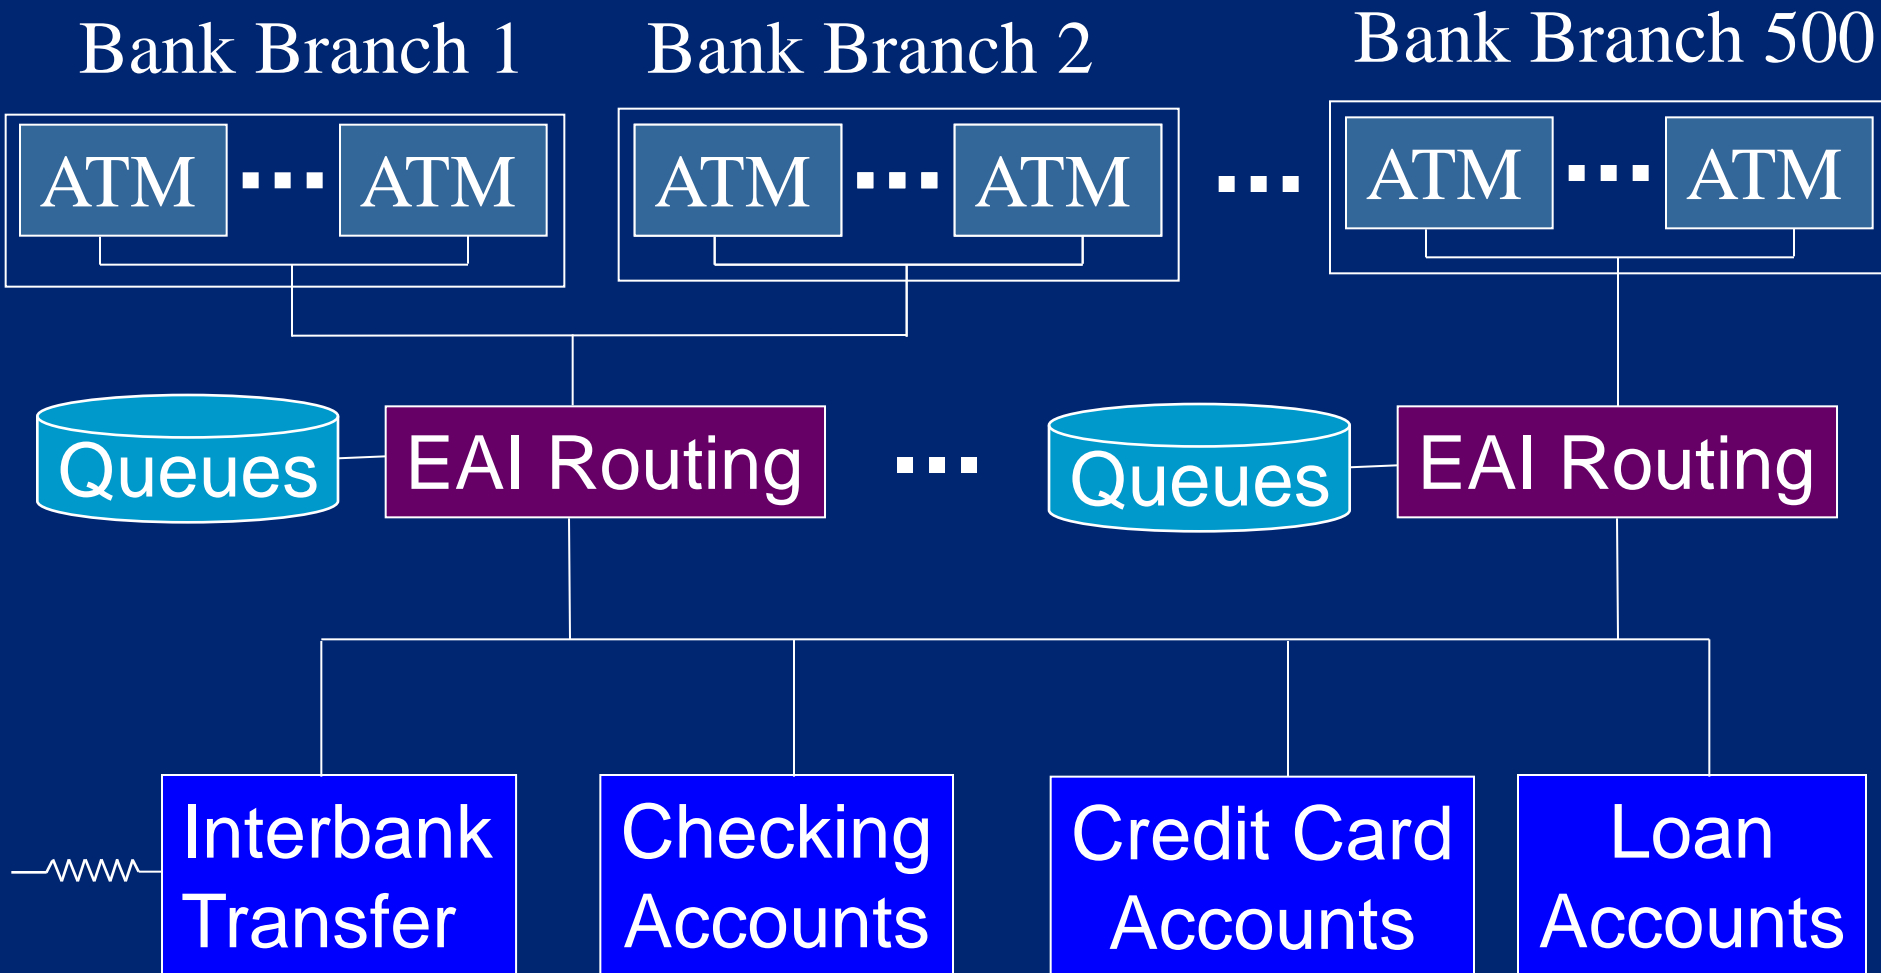 Bank Branch 1
Bank Branch 2
Bank Branch 500
ATM
ATM
ATM
ATM
ATM
ATM
Queues
EAI Routing
Queues
EAI Routing
Interbank
Transfer
Checking
Accounts
Credit Card
Accounts
Loan
Accounts